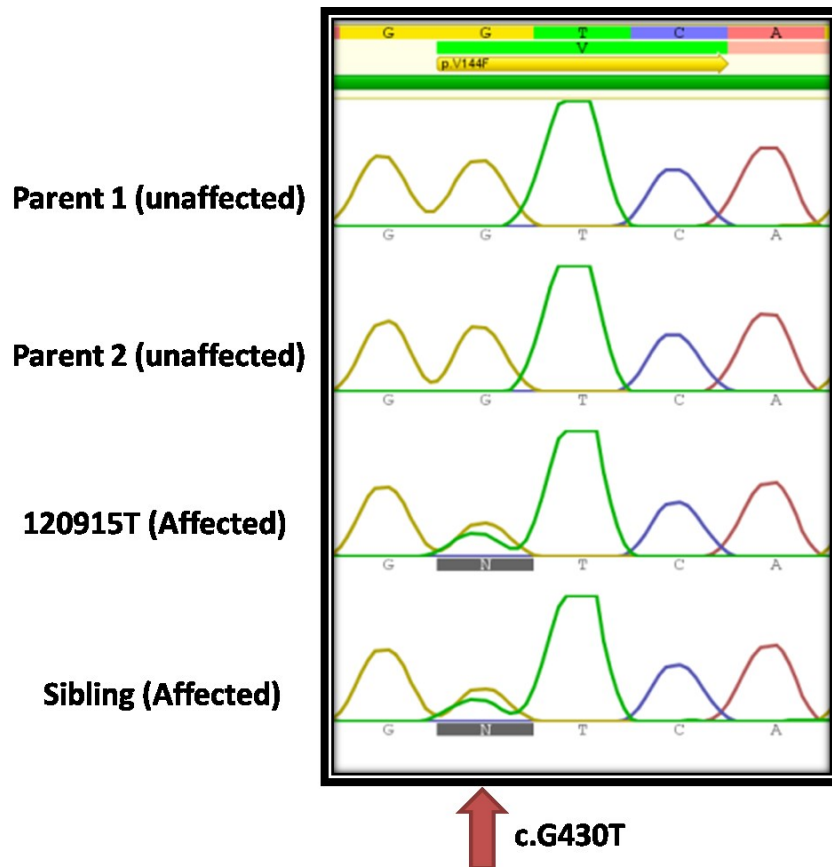 G G T C A
V
p.V144F
Parent 1 (unaffected)
G G T C A
Parent 2 (unaffected)
G G T C A
120915T (Affected)
G N T C A
Sibling (Affected)
G N T C A
c.G430T